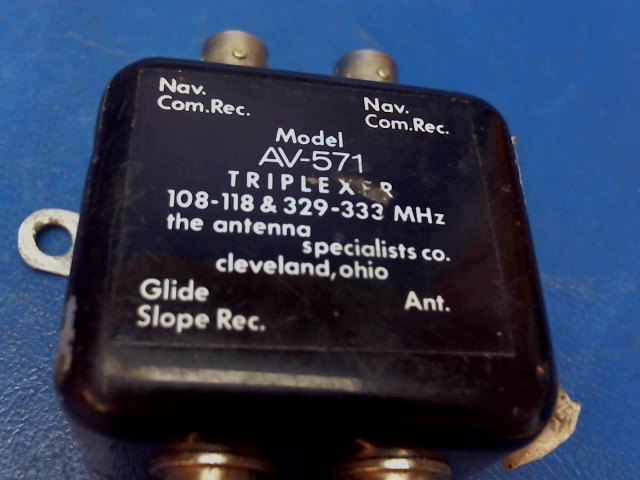 Nav.
Com.Rec.
Nav.
Com.Rec.
Model
AV-571
TRIPLEXER
108-118 & 329-333 MHz
the antenna
specialists co.
cleveland,ohio
Glide
Slope Rec.
Ant.